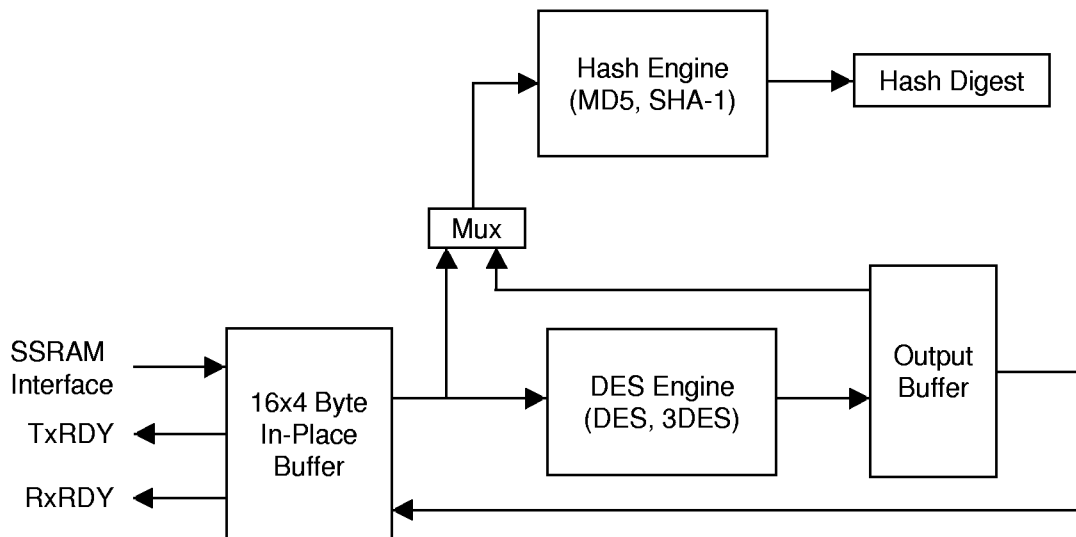 Hash Engine
(MD5, SHA-1)
Hash Digest
Mux
SSRAM
Interface
TxRDY
RxRDY
16x4 Byte
In-Place
Buffer
DES Engine
(DES, 3DES)
Output
Buffer